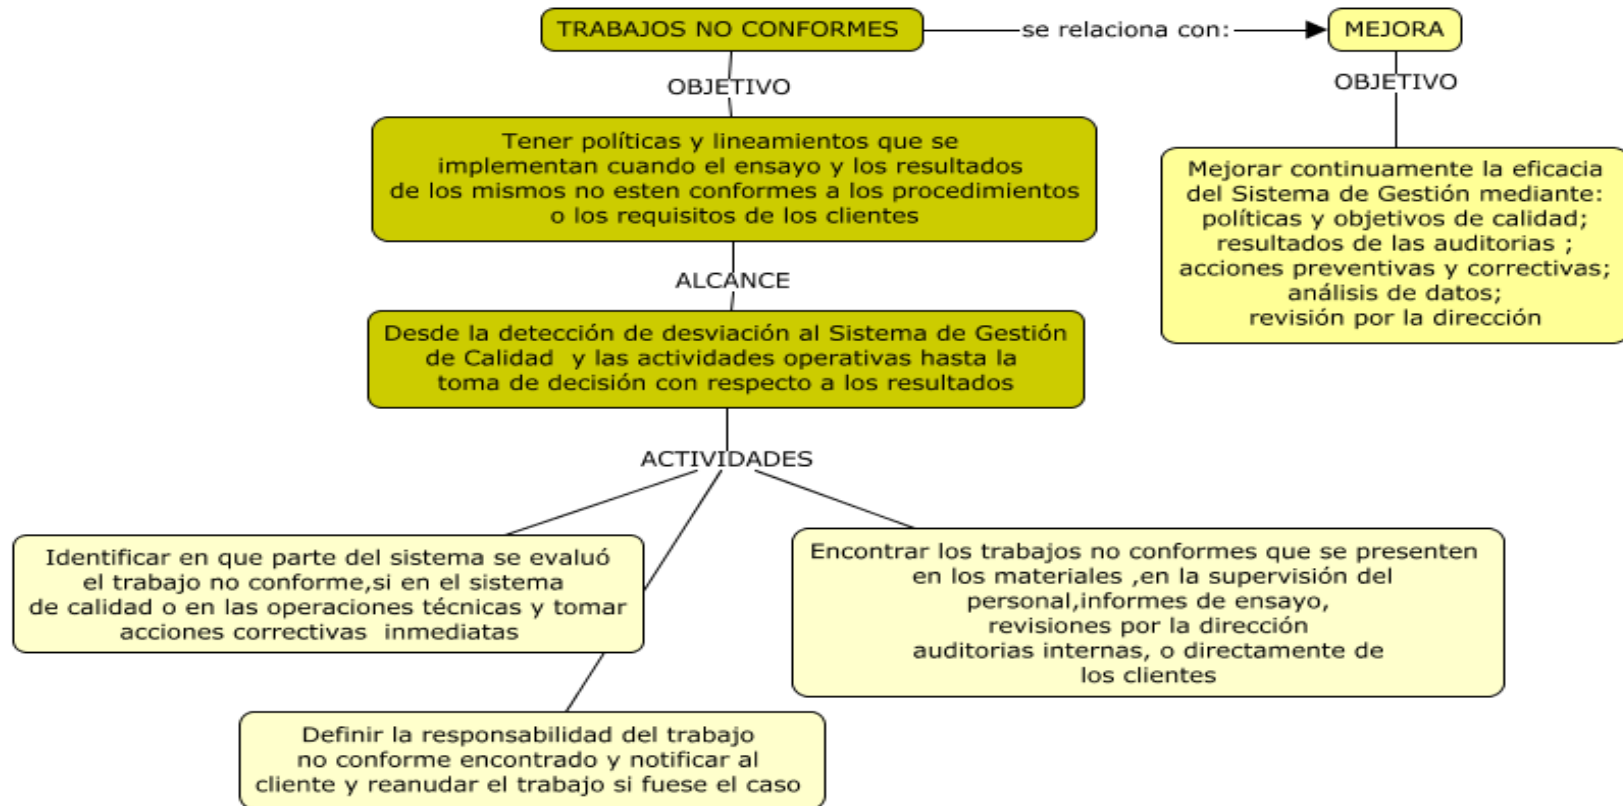 TRABAJOS NO CONFORMES
se relaciona con:
MEJORA
OBJETIVO
Tener políticas y lineamientos que se
implementan cuando el ensayo y los resultados
de los mismos no esten conformes a los procedimientos
o los requisitos de los clientes
ALCANCE
Desde la detección de desviación al Sistema de Gestión
de Calidad y las actividades operativas hasta la
toma de decisión con respecto a los resultados
ACTIVIDADES
Identificar en que parte del sistema se evaluó
el trabajo no conforme,si en el sistema
de calidad o en las operaciones técnicas y tomar
acciones correctivas inmediatas
Definir la responsabilidad del trabajo
no conforme encontrado y notificar al
cliente y reanudar el trabajo si fuese el caso
Encontrar los trabajos no conformes que se presenten
en los materiales ,en la supervisión del
personal,informes de ensayo,
revisiones por la dirección
auditorias internas, o directamente de
los clientes
OBJETIVO
Mejorar continuamente la eficacia
del Sistema de Gestión mediante:
políticas y objetivos de calidad;
resultados de las auditorias ;
acciones preventivas y correctivas;
análisis de datos;
revisión por la dirección